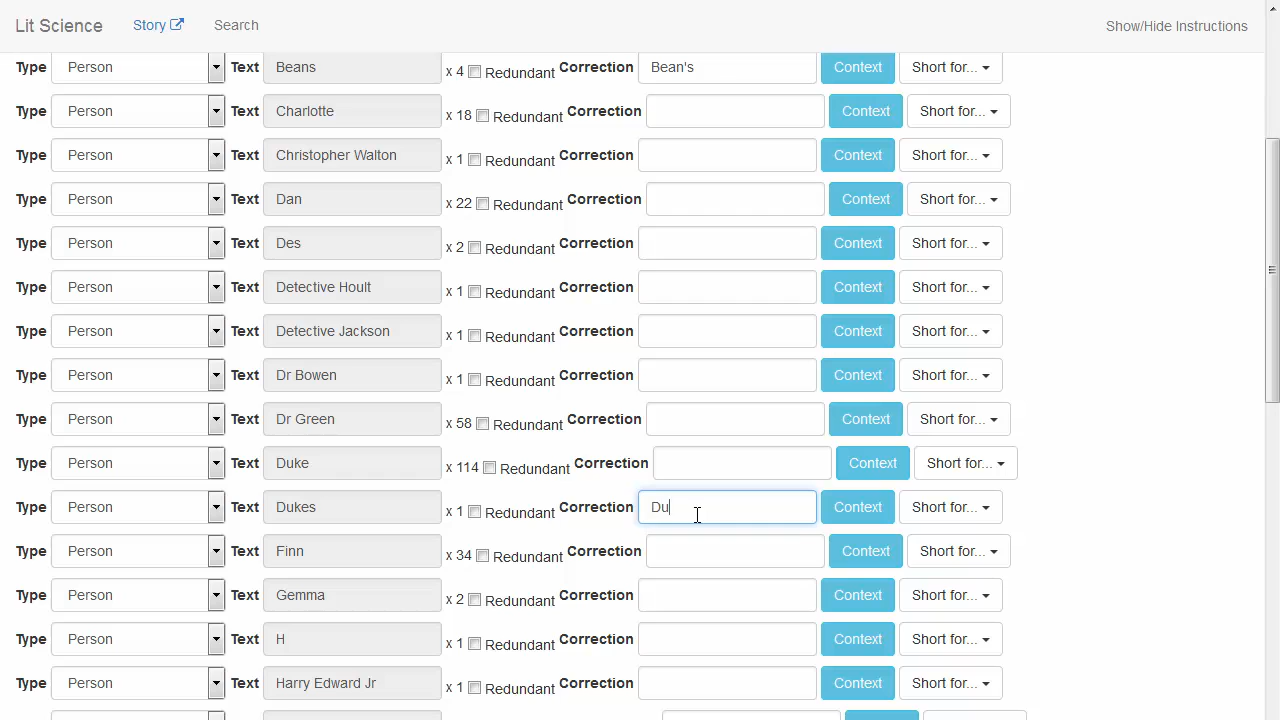 Lit Science Story Search Show/Hide Instructions
Type Person Text Beans x 4 Redundant Correction Bean's Context Short for...
Type Person Text Charlotte x 18 Redundant Correction Context Short for...
Type Person Text Christopher Walton x 1 Redundant Correction Context Short for...
Type Person Text Dan x 22 Redundant Correction Context Short for...
Type Person Text Des x 2 Redundant Correction Context Short for...
Type Person Text Detective Hoult x 1 Redundant Correction Context Short for...
Type Person Text Detective Jackson x 1 Redundant Correction Context Short for...
Type Person Text Dr Bowen x 1 Redundant Correction Context Short for...
Type Person Text Dr Green x 58 Redundant Correction Context Short for...
Type Person Text Duke x 114 Redundant Correction Context Short for...
Type Person Text Dukes x 1 Redundant Correction Du Context Short for...
Type Person Text Finn x 34 Redundant Correction Context Short for...
Type Person Text Gemma x 2 Redundant Correction Context Short for...
Type Person Text H x 1 Redundant Correction Context Short for...
Type Person Text Harry Edward Jr x 1 Redundant Correction Context Short for...